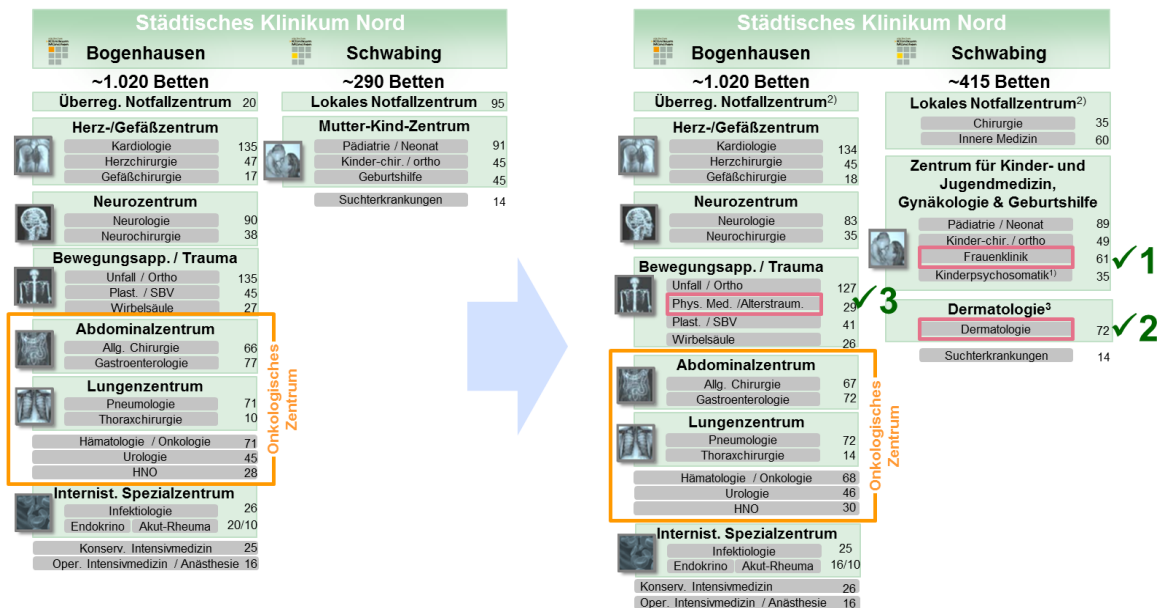 Städtisches Klinikum Nord
Bogenhausen
Schwabing
~1.020 Betten
~290 Betten
Überreg. Notfallzentrum 20
Lokales Notfallzentrum 95
Herz-/Gefäßzentrum
Kardiologie 135
Herzchirurgie 47
Gefäßchirurgie 17
Mutter-Kind-Zentrum
Pädiatrie / Neonat 91
Kinder-chir. / ortho 45
Geburtshilfe 45
Suchterkrankungen 14
Neurozentrum
Neurologie 90
Neurochirurgie 38
Bewegungsapp. / Trauma
Unfall / Ortho 135
Plast. / SBV 45
Wirbelsäule 27
Abdominalzentrum
Allg. Chirurgie 66
Gastroenterologie 77
Lungenzentrum
Pneumologie 71
Thoraxchirurgie 10
Hämatologie / Onkologie 71
Urologie 45
HNO 28
Onkologisches
Zentrum
Internist. Spezialzentrum
Infektiologie 26
Endokrino Akut-Rheuma 20/10
Konserv. Intensivmedizin 25
Oper. Intensivmedizin / Anästhesie 16
Städtisches Klinikum Nord
Bogenhausen
Schwabing
~1.020 Betten
~415 Betten
Überreg. Notfallzentrum2)
Herz-/Gefäßzentrum
Kardiologie 134
Herzchirurgie 45
Gefäßchirurgie 18
Neurozentrum
Neurologie 83
Neurochirurgie 35
Bewegungsapp. / Trauma
Unfall / Ortho 127
Phys. Med. /Alterstraum. 29
✓3
Plast. / SBV 41
Wirbelsäule 26
Abdominalzentrum
Allg. Chirurgie 67
Gastroenterologie 72
Lungenzentrum
Pneumologie 72
Thoraxchirurgie 14
Hämatologie / Onkologie 68
Urologie 46
HNO 30
Onkologisches
Zentrum
Internist. Spezialzentrum
Infektiologie 25
Endokrino Akut-Rheuma 16/10
Konserv. Intensivmedizin 26
Oper. Intensivmedizin / Anästhesie 16
Lokales Notfallzentrum2)
Chirurgie 35
Innere Medizin 60
Zentrum für Kinder- und
Jugendmedizin,
Gynäkologie & Geburtshilfe
Pädiatrie / Neonat 89
Kinder-chir. / ortho 49
Frauenklinik 61
✓1
Kinderpsychosomatik1) 35
Dermatologie3
Dermatologie 72
✓2
Suchterkrankungen 14